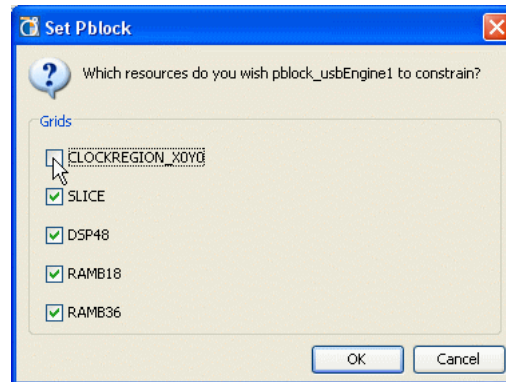 Set Pblock
Which resources do you wish pblock_usbEngine1 to constrain?
Grids
CLOCKREGION_X0Y0
SLICE
DSP48
RAMB18
RAMB36
OK
Cancel